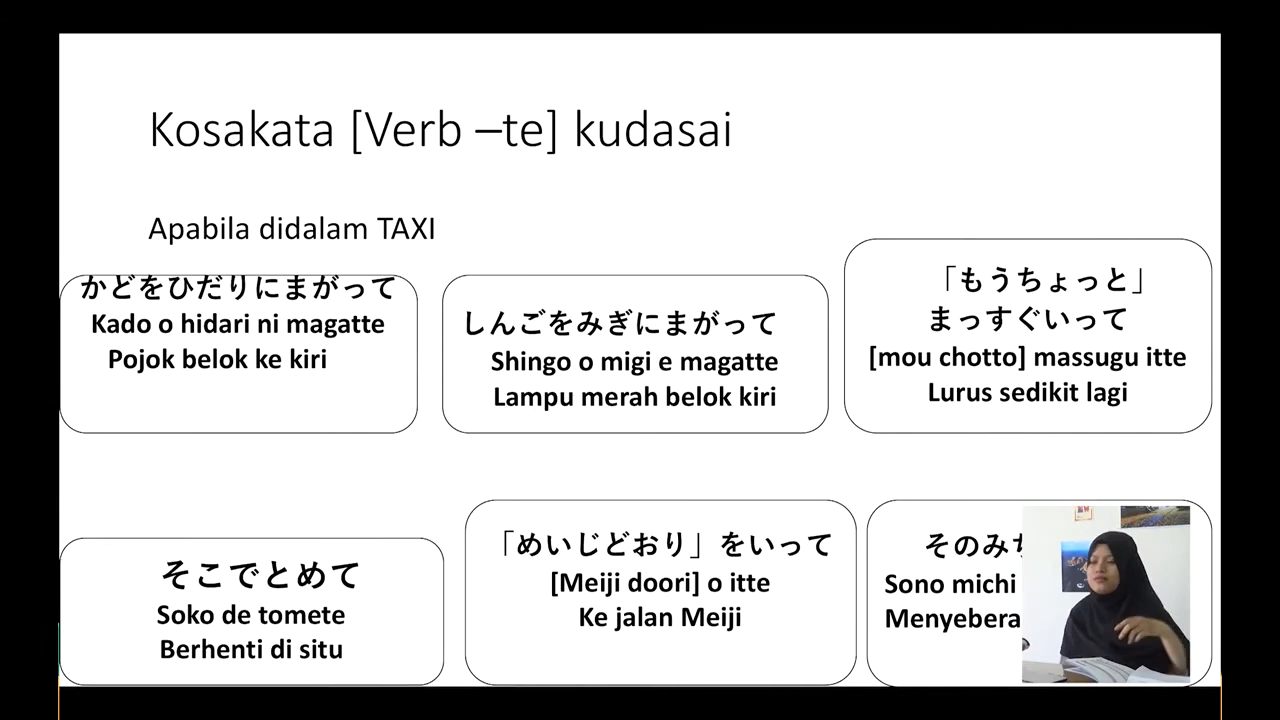 Kosakata [Verb –te] kudasai
Apabila didalam TAXI
かどをひだりにまがって
Kado o hidari ni magatte
Pojok belok ke kiri
しんごをみぎにまがって
Shingo o migi e magatte
Lampu merah belok kiri
「もうちょっと」
まっすぐいって
[mou chotto] massugu itte
Lurus sedikit lagi
そこでとめて
Soko de tomete
Berhenti di situ
「めいじどおり」をいって
[Meiji doori] o itte
Ke jalan Meiji
そのみ
Sono michi